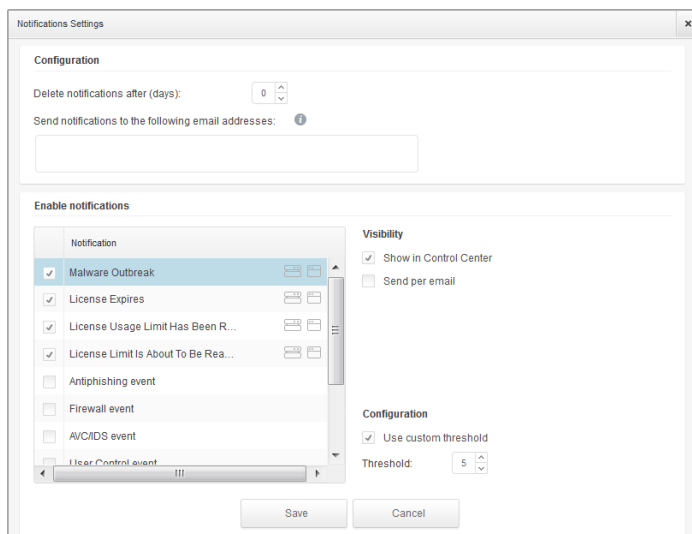 Notifications Settings
Configuration
Delete notifications after (days): 0
Send notifications to the following email addresses:
Enable notifications
Notification
Malware Outbreak
License Expires
License Usage Limit Has Been R...
License Limit Is About To Be Rea...
Antiphishing event
Firewall event
AVC/IDS event
User Control event
Visibility
Show in Control Center
Send per email
Configuration
Use custom threshold
Threshold: 5
Save Cancel